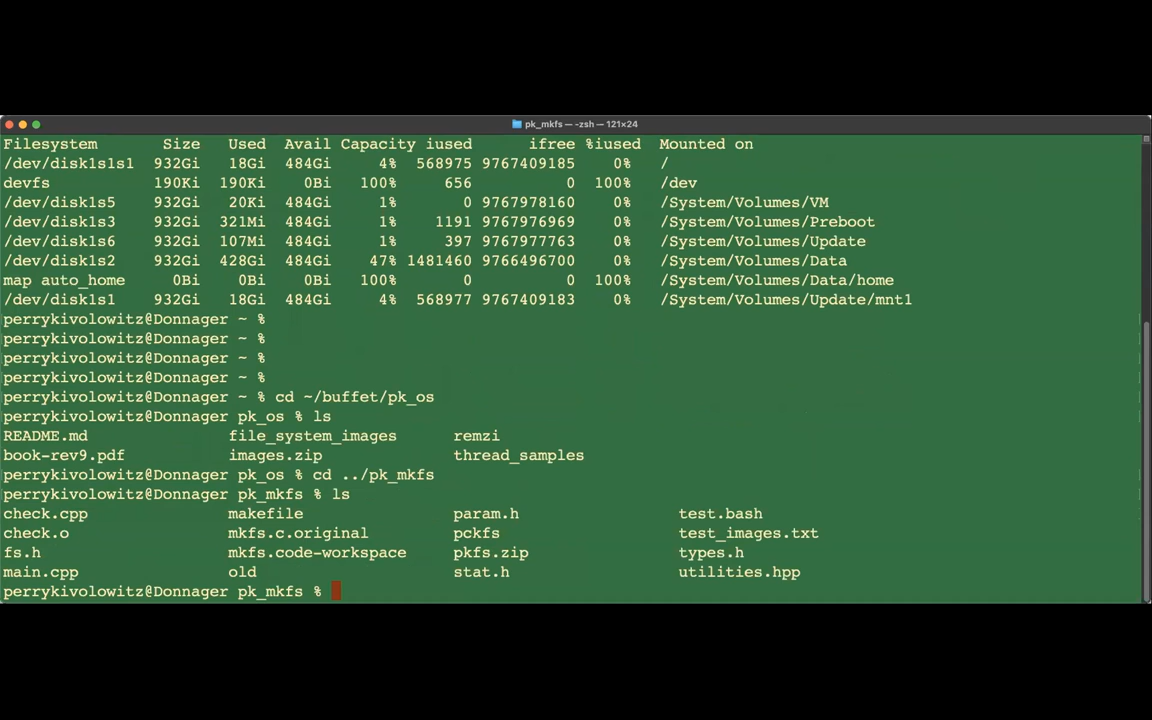 pk_mkfs — -zsh — 121×24
Filesystem Size Used Avail Capacity iused ifree %iused Mounted on
/dev/disk1s1s1 932Gi 18Gi 484Gi 4% 568975 9767409185 0% /
devfs 190Ki 190Ki 0Bi 100% 656 0 100% /dev
/dev/disk1s5 932Gi 20Ki 484Gi 1% 0 9767978160 0% /System/Volumes/VM
/dev/disk1s3 932Gi 321Mi 484Gi 1% 1191 9767976969 0% /System/Volumes/Preboot
/dev/disk1s6 932Gi 107Mi 484Gi 1% 397 9767977763 0% /System/Volumes/Update
/dev/disk1s2 932Gi 428Gi 484Gi 47% 1481460 9766496700 0% /System/Volumes/Data
map auto_home 0Bi 0Bi 0Bi 100% 0 0 100% /System/Volumes/Data/home
/dev/disk1s1 932Gi 18Gi 484Gi 4% 568977 9767409183 0% /System/Volumes/Update/mnt1
perrykivolowitz@Donnager ~ %
perrykivolowitz@Donnager ~ %
perrykivolowitz@Donnager ~ %
perrykivolowitz@Donnager ~ %
perrykivolowitz@Donnager ~ % cd ~/buffet/pk_os
perrykivolowitz@Donnager pk_os % ls
README.md file_system_images remzi
book-rev9.pdf images.zip thread_samples
perrykivolowitz@Donnager pk_os % cd ../pk_mkfs
perrykivolowitz@Donnager pk_mkfs % ls
check.cpp makefile param.h test.bash
check.o mkfs.c.original pckfs test_images.txt
fs.h mkfs.code-workspace pkfs.zip types.h
main.cpp old stat.h utilities.hpp
perrykivolowitz@Donnager pk_mkfs %